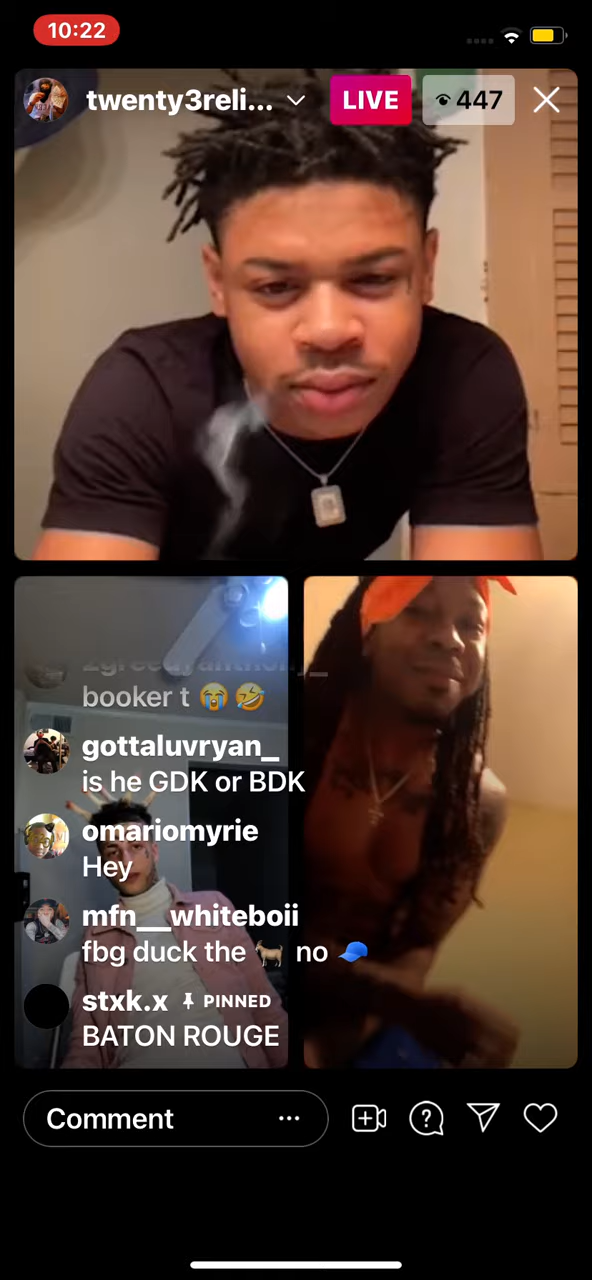 10:22
twenty3reli...
LIVE
447
booker t 😭🤣
gottaluvryan_
is he GDK or BDK
omariomyrie
Hey
mfn__whiteboii
fbg duck the 🐐 no 🧢
stxk.x PINNED
BATON ROUGE
Comment